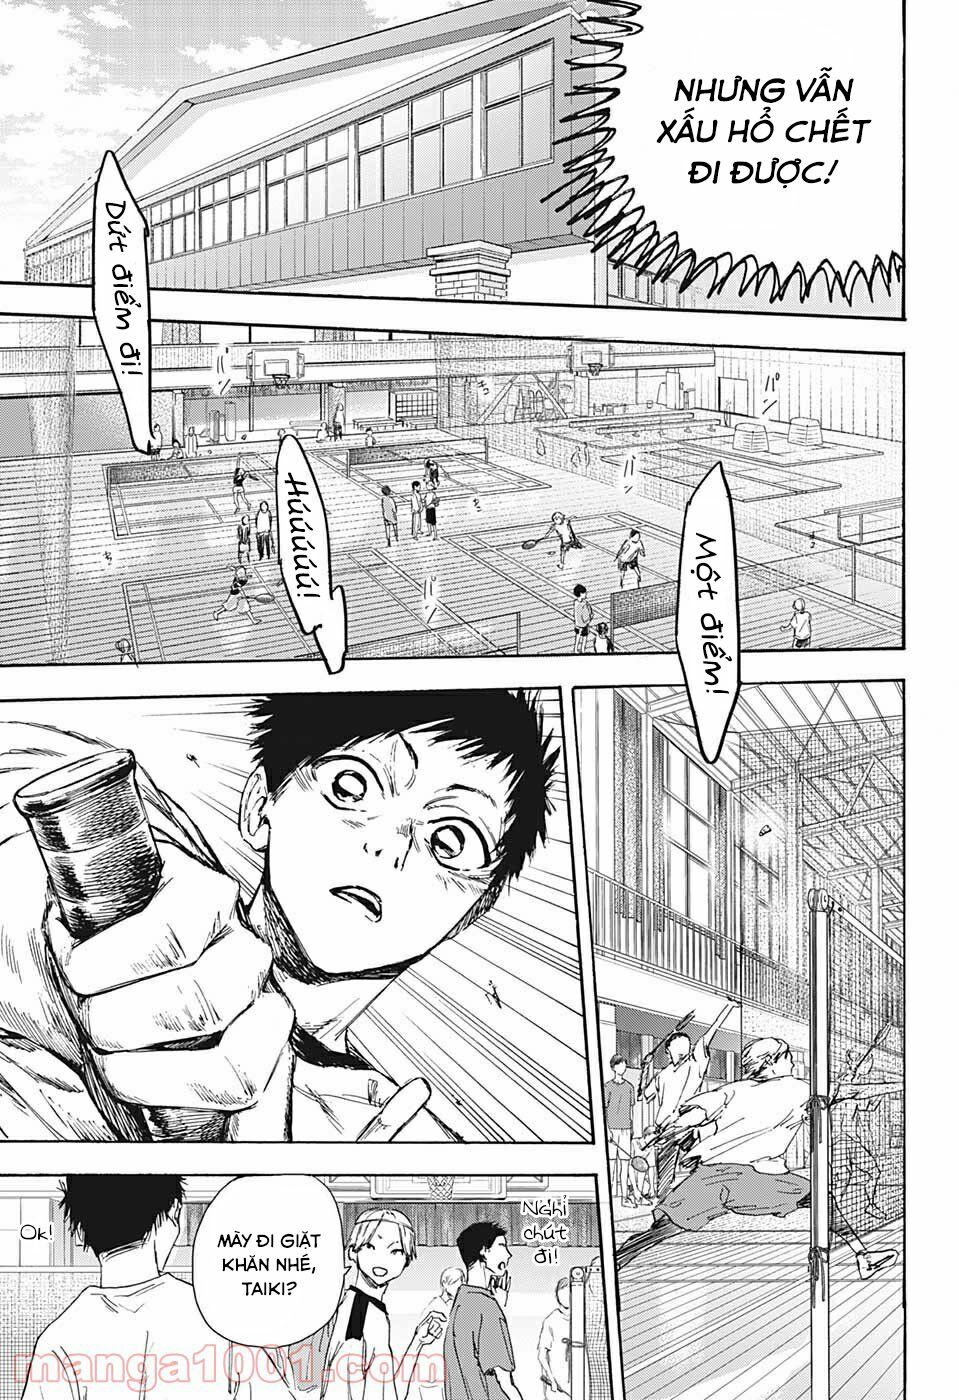 NHƯNG VẪN
XẤU HỔ CHẾT
ĐI ĐƯỢC!
Dứt điểm đi!
Húúúúúú!
Một điểm!
Nghỉ
chút
đi!
MÀY ĐI GIẶT
KHĂN NHÉ,
TAIKI?
Ok!
manga1001.com